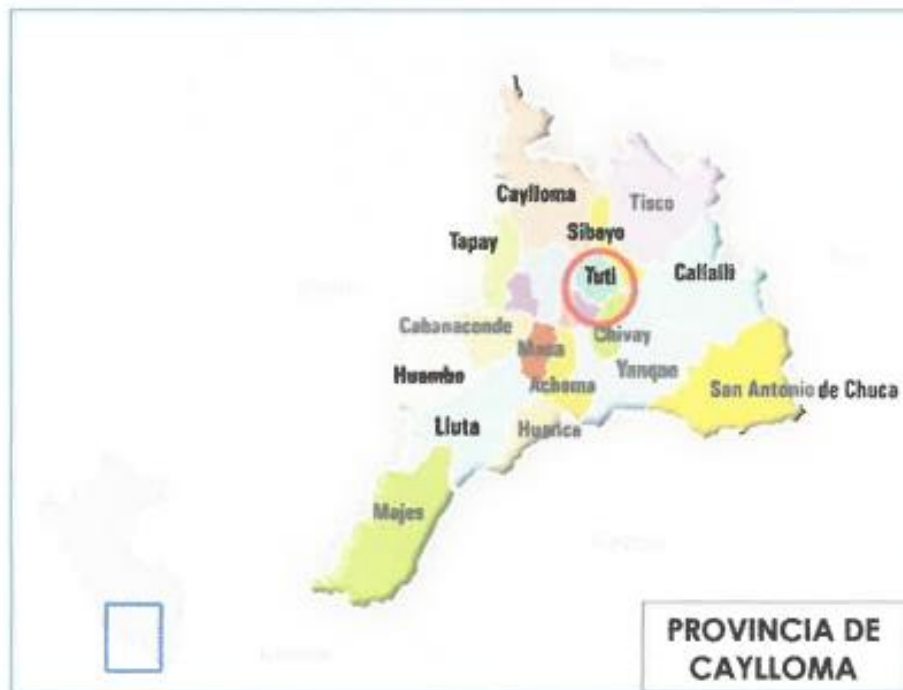 Caylloma
Tisco
Sibayo
Tapay
Tuti
Callalli
Cabanaconde
Chivay
Maca
Yanque
Huambo
Achoma
San Antonio de Chuca
Lluta
Huanca
Majes
PROVINCIA DE
CAYLLOMA